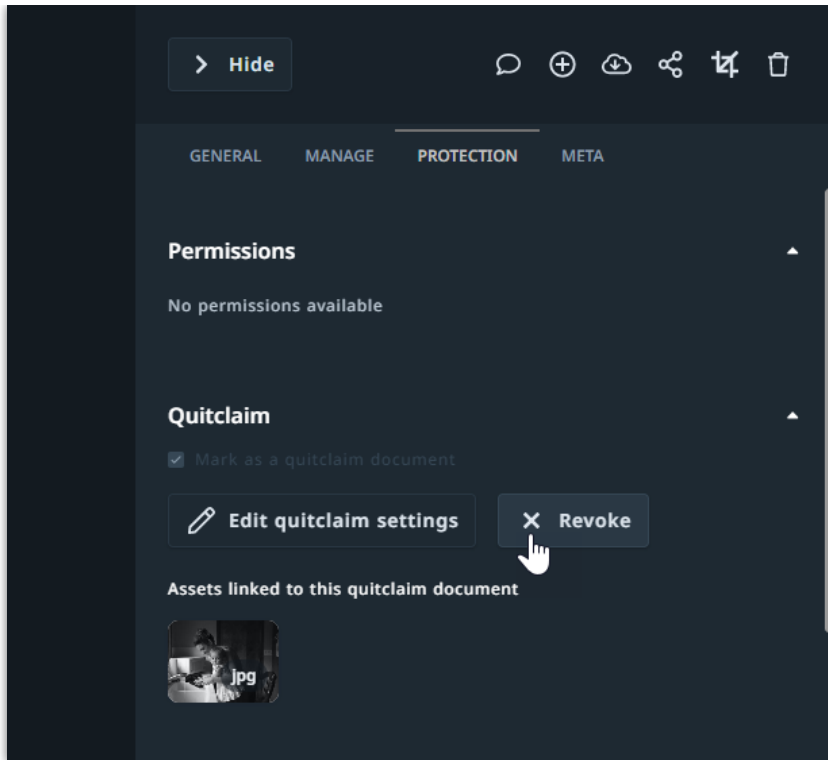 Hide
GENERAL MANAGE PROTECTION META
Permissions
No permissions available
Quitclaim
Mark as a quitclaim document
Edit quitclaim settings Revoke
Assets linked to this quitclaim document
jpg